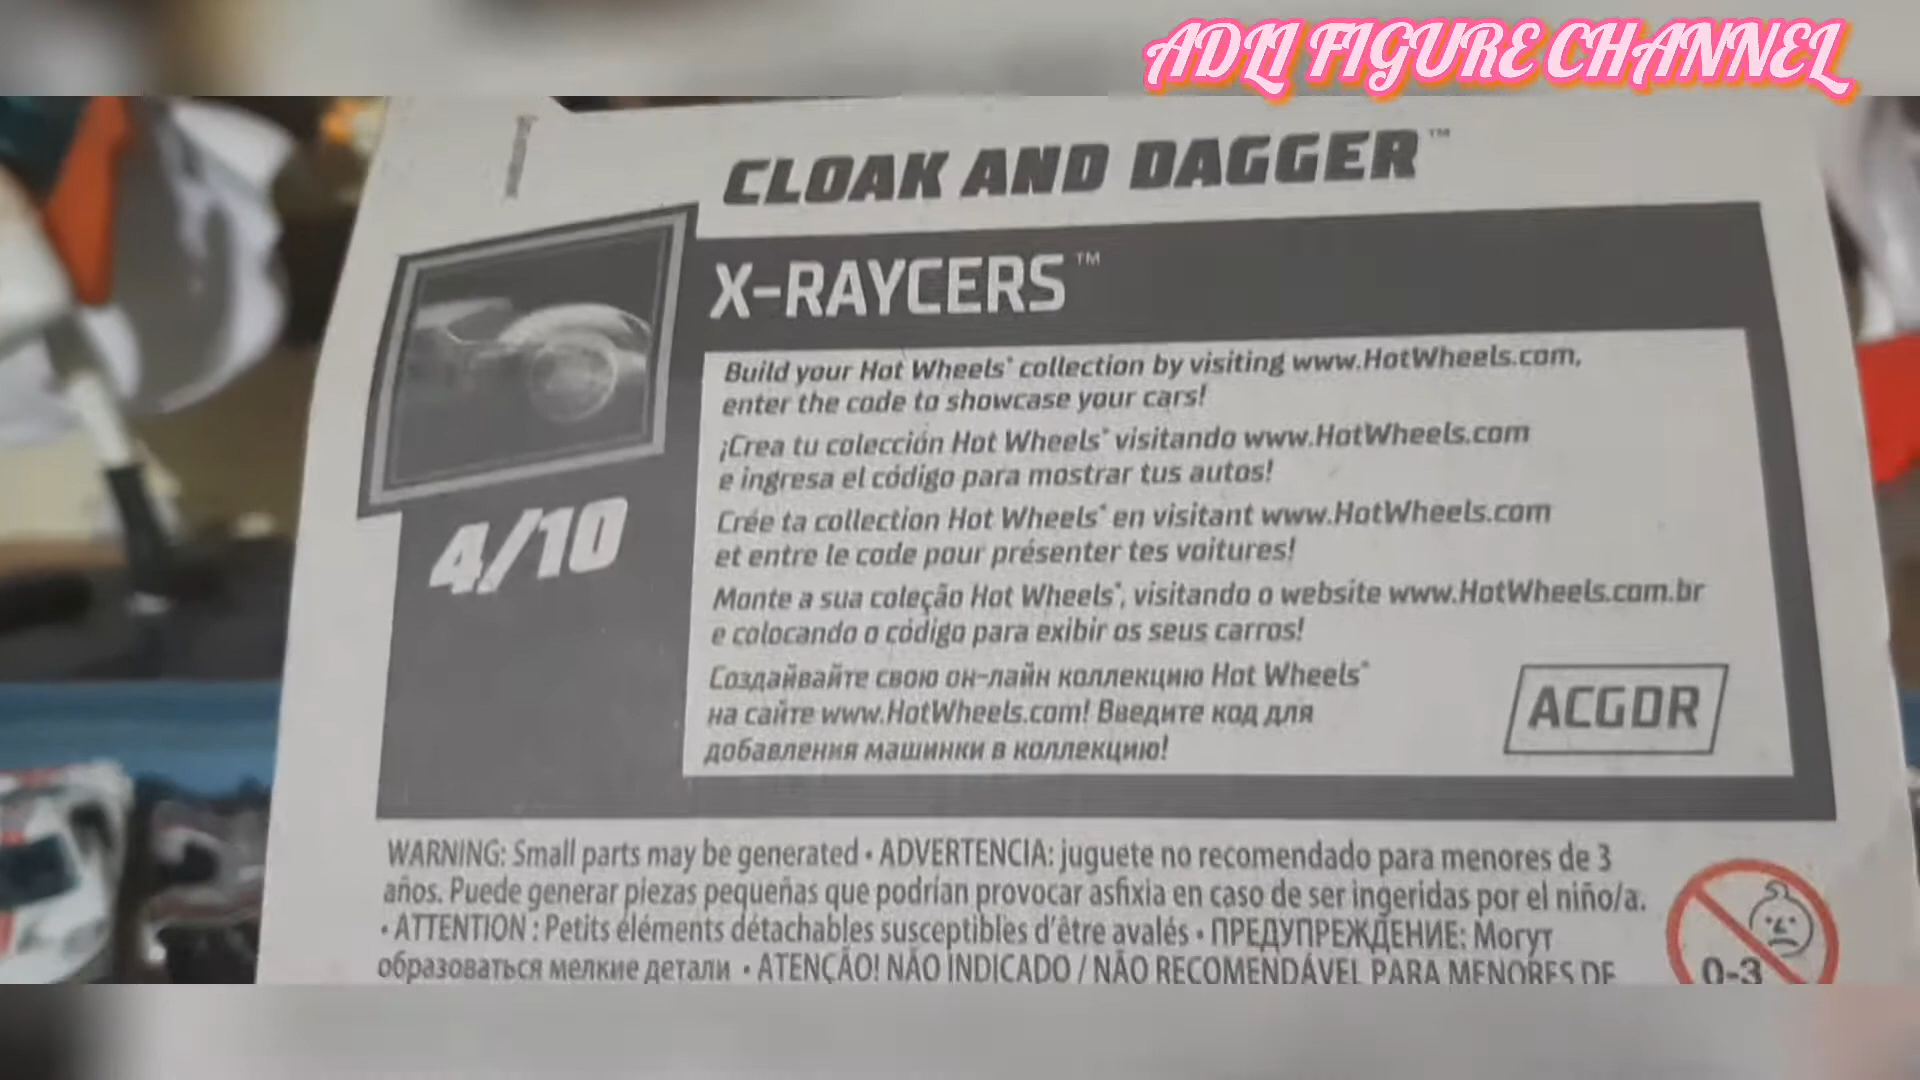 ADLI FIGURE CHANNEL
CLOAK AND DAGGER™
X-RAYCERS™
Build your Hot Wheels® collection by visiting www.HotWheels.com,
enter the code to showcase your cars!
¡Crea tu colección Hot Wheels® visitando www.HotWheels.com
e ingresa el código para mostrar tus autos!
4/10
Crée ta collection Hot Wheels® en visitant www.HotWheels.com
et entre le code pour présenter tes voitures!
Monte a sua coleção Hot Wheels®, visitando o website www.HotWheels.com.br
e colocando o código para exibir os seus carros!
Создайвайте свою он-лайн коллекцию Hot Wheels®
на сайте www.HotWheels.com! Введите код для
добавления машинки в коллекцию!
ACGDR
WARNING: Small parts may be generated • ADVERTENCIA: juguete no recomendado para menores de 3
años. Puede generar piezas pequeñas que podrían provocar asfixia en caso de ser ingeridas por el niño/a.
• ATTENTION : Petits éléments détachables susceptibles d'être avalés • ПРЕДУПРЕЖДЕНИЕ: Могут
образоваться мелкие детали • ATENÇÃO! NÃO INDICADO / NÃO RECOMENDÁVEL PARA MENORES DE
0-3